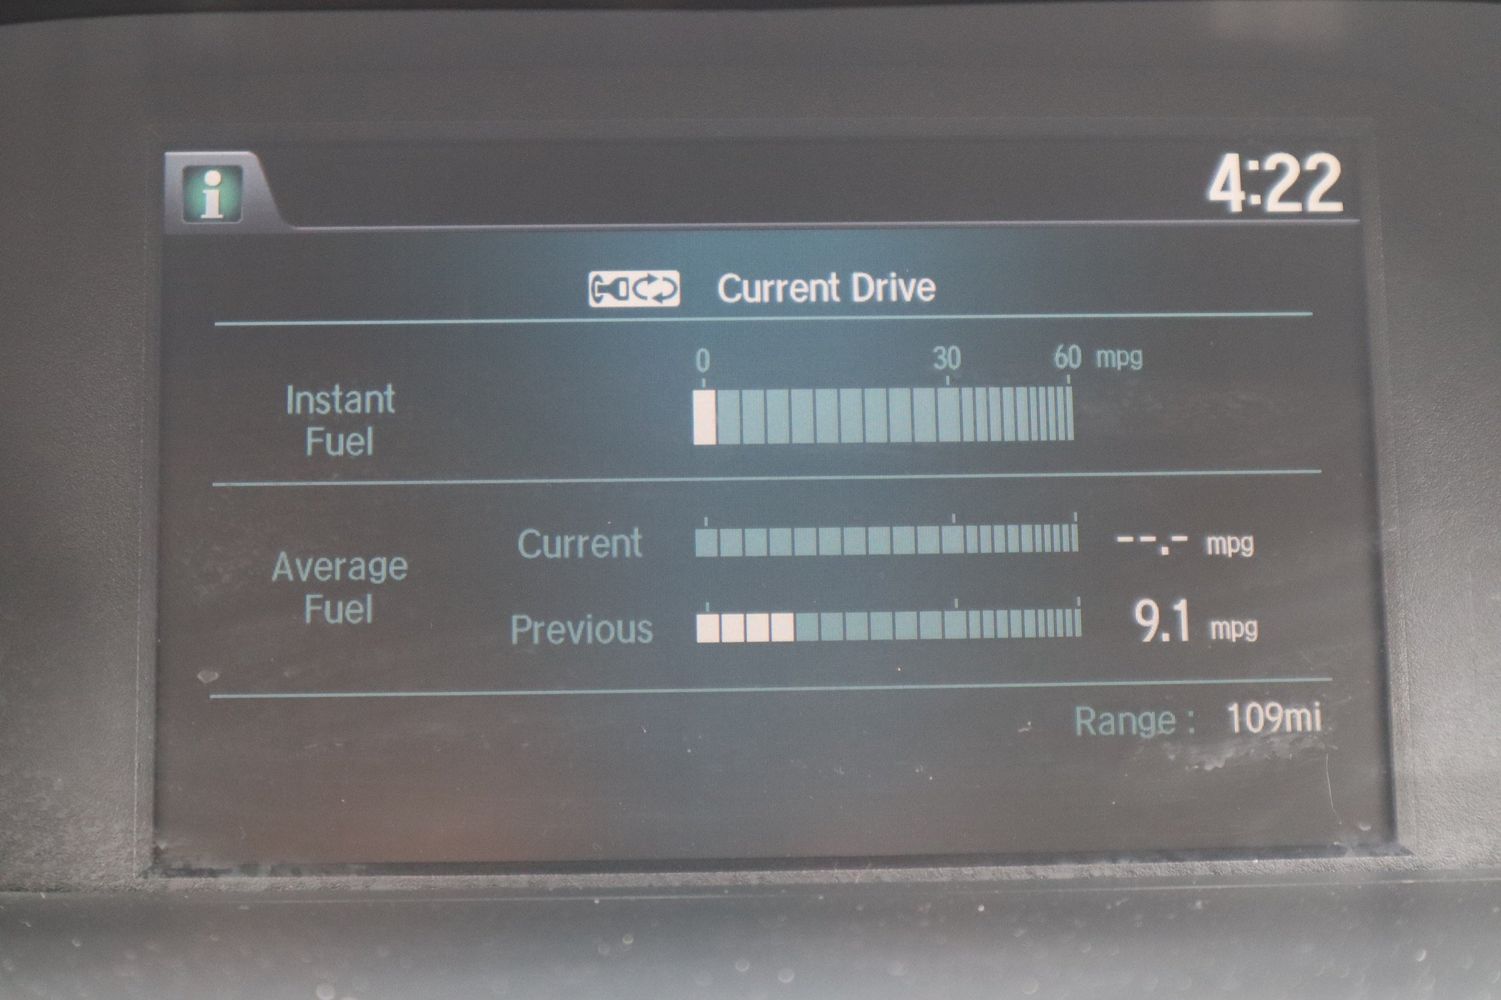 i
4:22
Current Drive
0 30 60 mpg
Instant
Fuel
Average
Fuel
Current --.- mpg
Previous 9.1 mpg
Range : 109mi